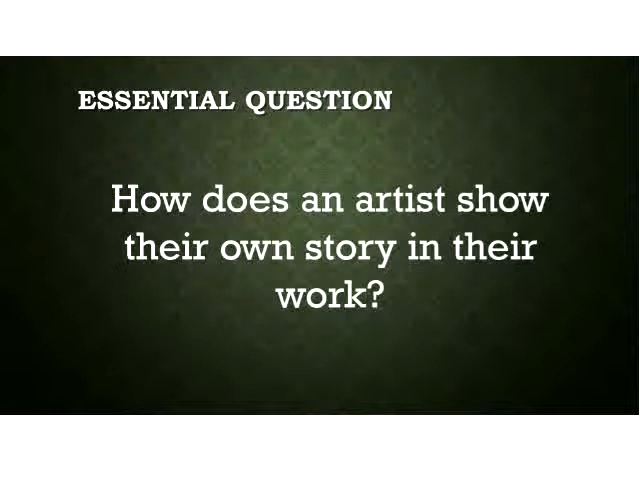 ESSENTIAL QUESTION
How does an artist show
their own story in their
work?